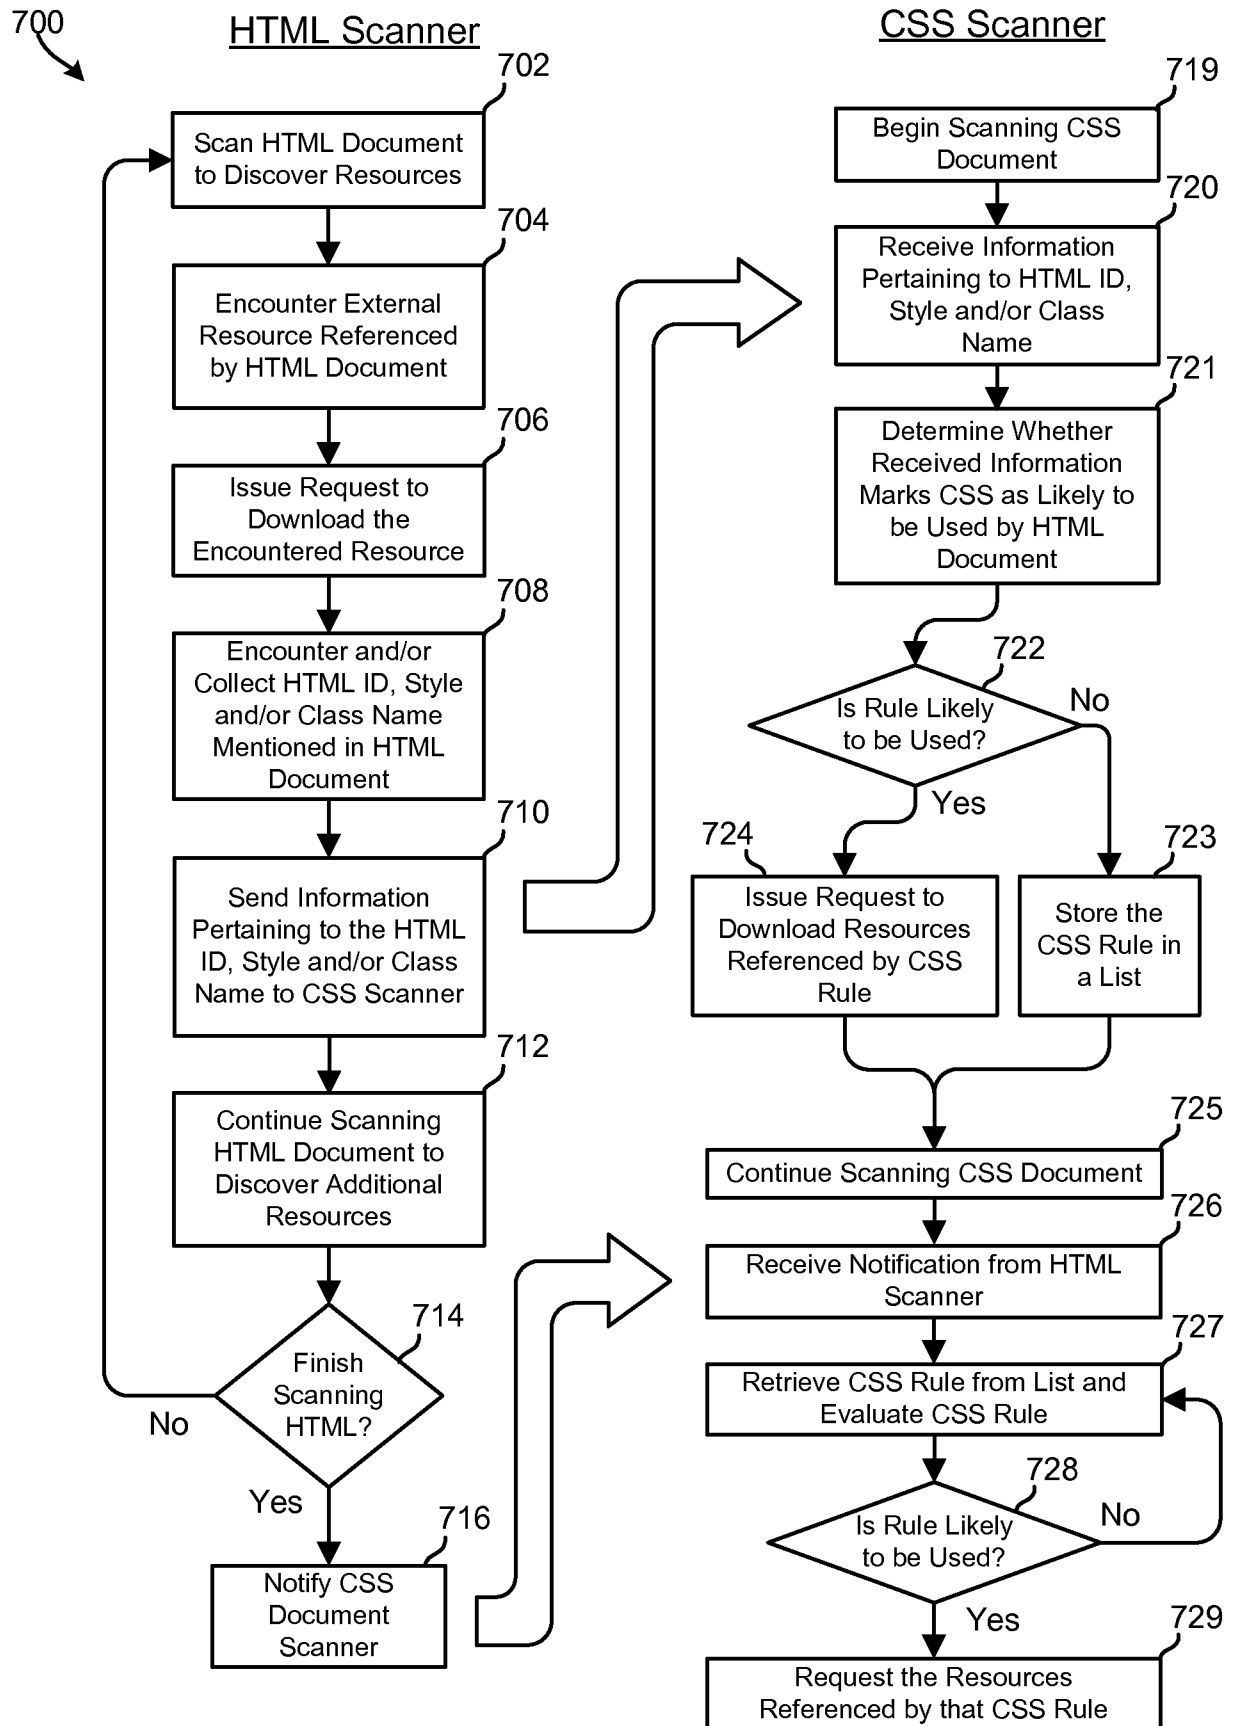 700
HTML Scanner
702
Scan HTML Document
to Discover Resources
704
Encounter External
Resource Referenced
by HTML Document
706
Issue Request to
Download the
Encountered Resource
708
Encounter and/or
Collect HTML ID, Style
and/or Class Name
Mentioned in HTML
Document
710
Send Information
Pertaining to the HTML
ID, Style and/or Class
Name to CSS Scanner
712
Continue Scanning
HTML Document to
Discover Additional
Resources
714
Finish
Scanning
HTML?
No
Yes
716
Notify CSS
Document
Scanner
CSS Scanner
719
Begin Scanning CSS
Document
720
Receive Information
Pertaining to HTML ID,
Style and/or Class
Name
721
Determine Whether
Received Information
Marks CSS as Likely to
be Used by HTML
Document
722
Is Rule Likely
to be Used?
No
Yes
724
Issue Request to
Download Resources
Referenced by CSS
Rule
723
Store the
CSS Rule in
a List
725
Continue Scanning CSS Document
726
Receive Notification from HTML
Scanner
727
Retrieve CSS Rule from List and
Evaluate CSS Rule
728
Is Rule Likely
to be Used?
No
Yes
729
Request the Resources
Referenced by that CSS Rule